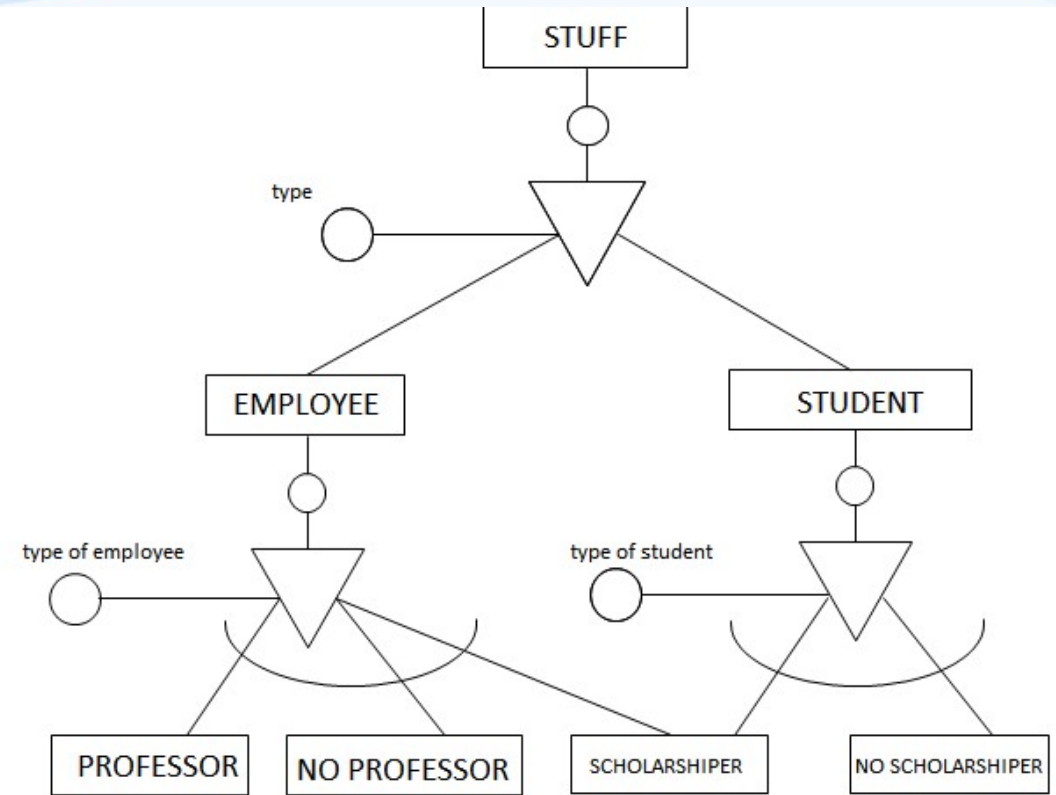 STUFF
type
EMPLOYEE
STUDENT
type of employee
type of student
PROFESSOR
NO PROFESSOR
SCHOLARSHIPER
NO SCHOLARSHIPER